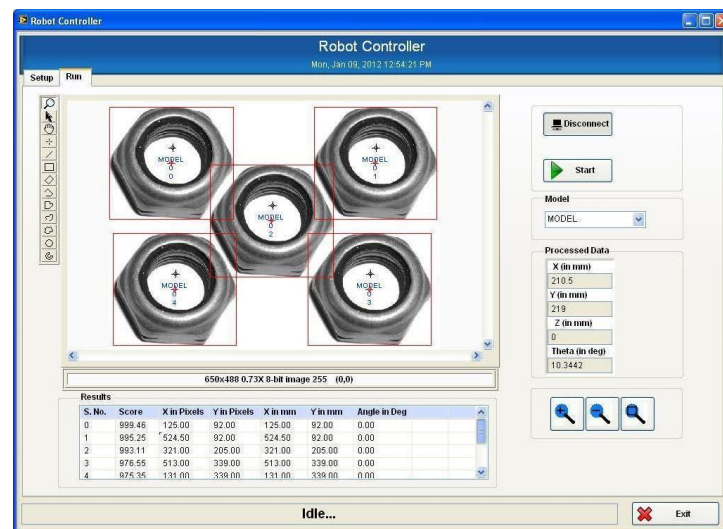 Robot Controller
Robot Controller
Mon, Jan 09, 2012 12:54:21 PM
Setup Run
MODEL
0
0
MODEL
0
1
MODEL
0
2
MODEL
0
4
MODEL
0
3
650x488 0.73X 8-bit image 255 (0,0)
Results
S. No. Score X in Pixels Y in Pixels X in mm Y in mm Angle in Deg
0 999.46 125.00 92.00 125.00 92.00 0.00
1 995.25 524.50 92.00 524.50 92.00 0.00
2 993.11 321.00 205.00 321.00 205.00 0.00
3 976.55 513.00 339.00 513.00 339.00 0.00
4 975.35 131.00 339.00 131.00 339.00 0.00
Disconnect
Start
Model
MODEL
Processed Data
X (in mm)
210.5
Y (in mm)
219
Z (in mm)
0
Theta (in deg)
10.3442
Idle...
Exit